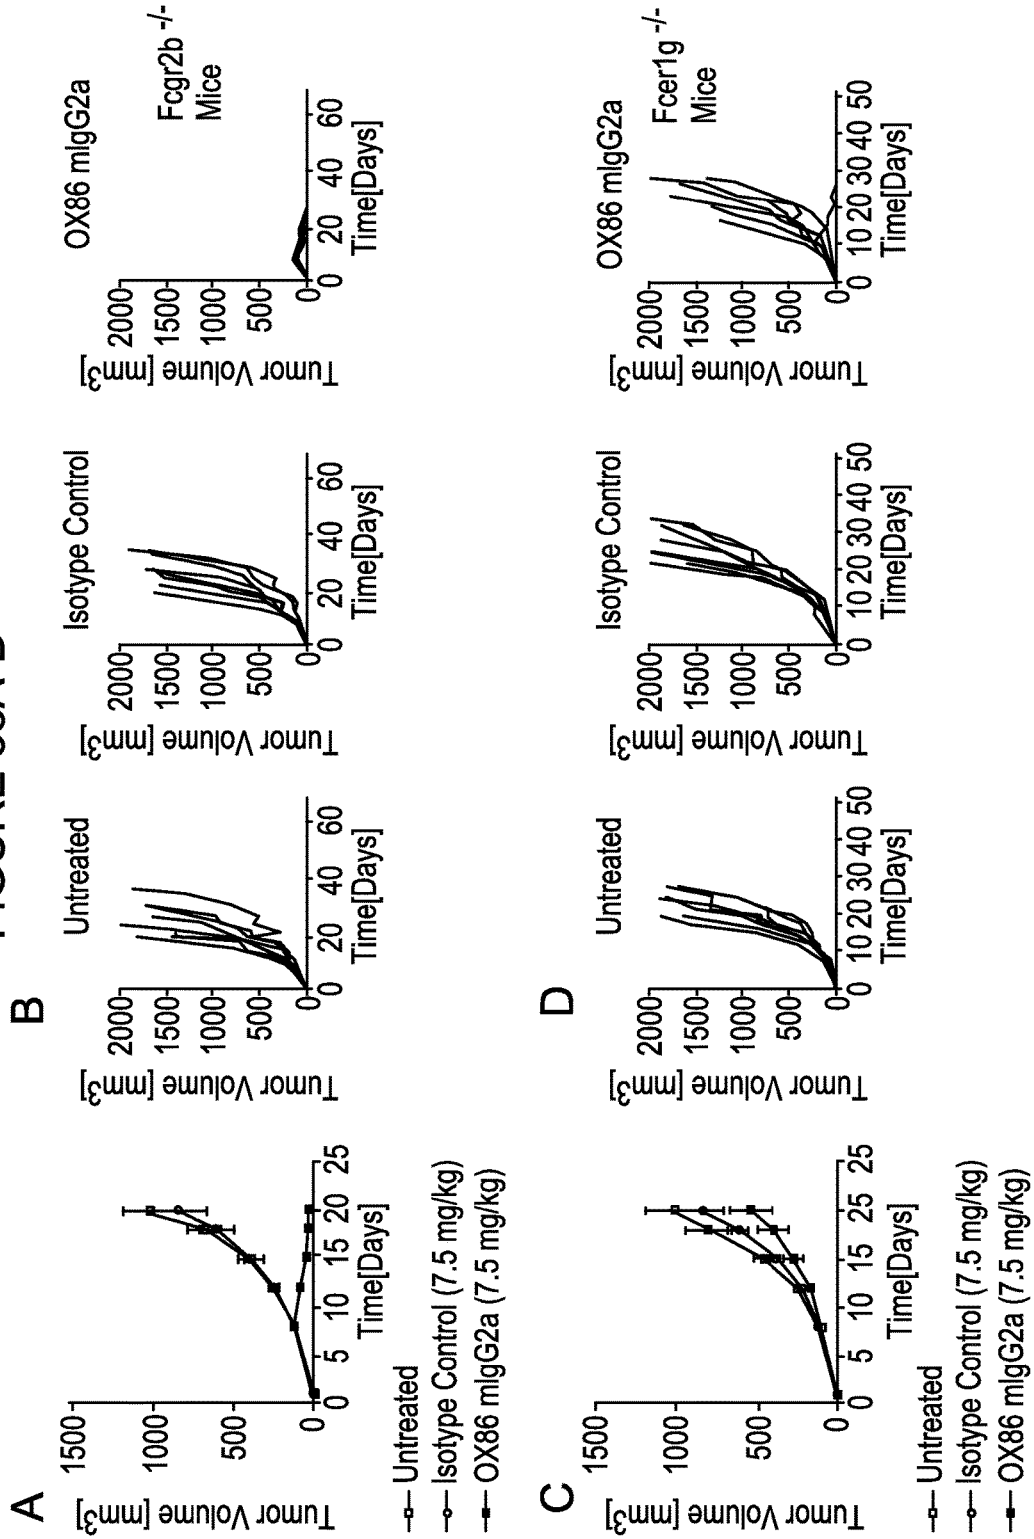 A
Tumor Volume [mm3]
1500
1000
500
0
0 5 10 15 20 25
Time[Days]
Untreated
Isotype Control (7.5 mg/kg)
OX86 mIgG2a (7.5 mg/kg)
B
Untreated
Tumor Volume [mm3]
2000
1500
1000
500
0
0 20 40 60
Time[Days]
Isotype Control
Tumor Volume [mm3]
2000
1500
1000
500
0
0 20 40 60
Time[Days]
OX86 mIgG2a
Fcgr2b -/-
Mice
Tumor Volume [mm3]
2000
1500
1000
500
0
0 20 40 60
Time[Days]
C
Tumor Volume [mm3]
1500
1000
500
0
0 5 10 15 20 25
Time[Days]
Untreated
Isotype Control (7.5 mg/kg)
OX86 mIgG2a (7.5 mg/kg)
D
Untreated
Tumor Volume [mm3]
2000
1500
1000
500
0
0 10 20 30 40 50
Time[Days]
Isotype Control
Tumor Volume [mm3]
2000
1500
1000
500
0
0 10 20 30 40 50
Time[Days]
OX86 mIgG2a
Fcer1g -/-
Mice
Tumor Volume [mm3]
2000
1500
1000
500
0
0 10 20 30 40 50
Time[Days]